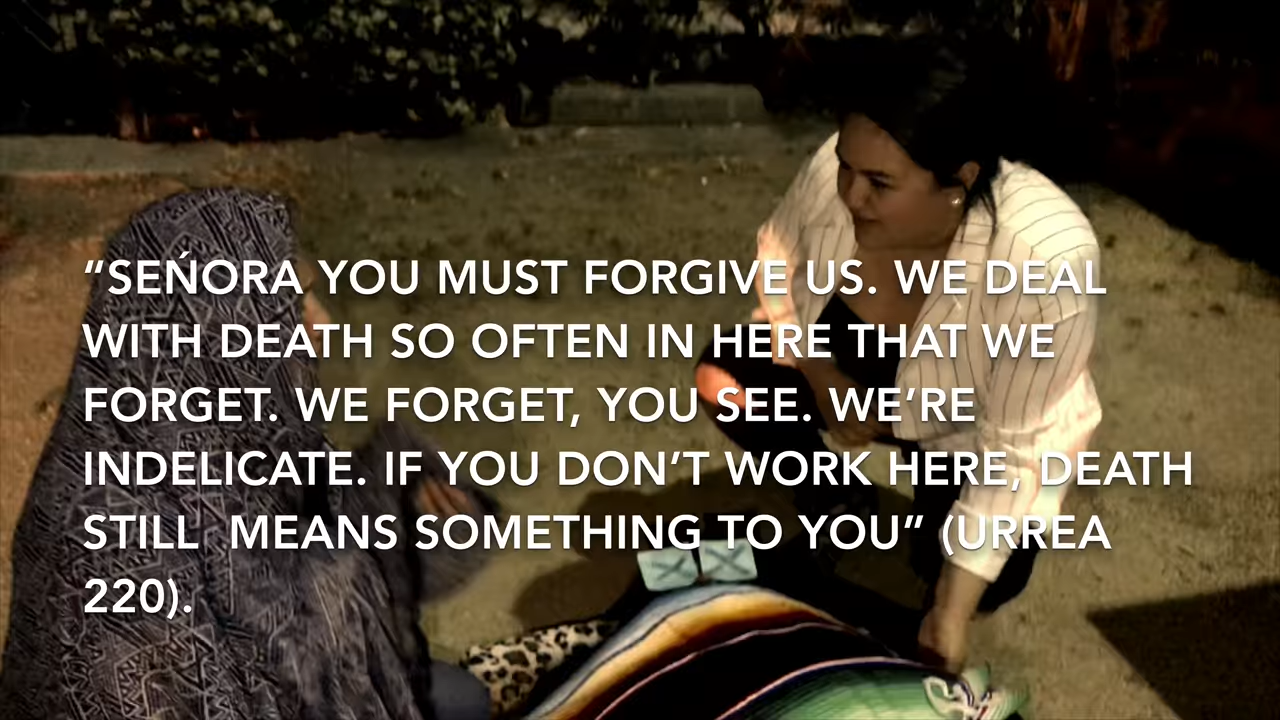 “SEŃORA YOU MUST FORGIVE US. WE DEAL
WITH DEATH SO OFTEN IN HERE THAT WE
FORGET. WE FORGET, YOU SEE. WE’RE
INDELICATE. IF YOU DON’T WORK HERE, DEATH
STILL  MEANS SOMETHING TO YOU” (URREA
220).